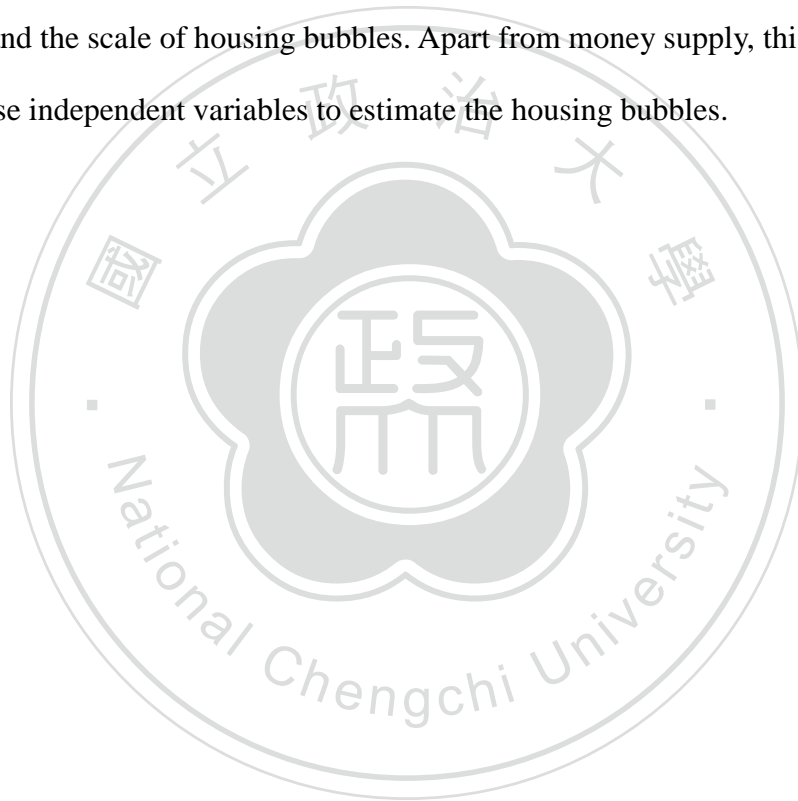 nd the scale of housing bubbles. Apart from money supply, thi
se independent variables to estimate the housing bubbles.
國立政治大學
National Chengchi University